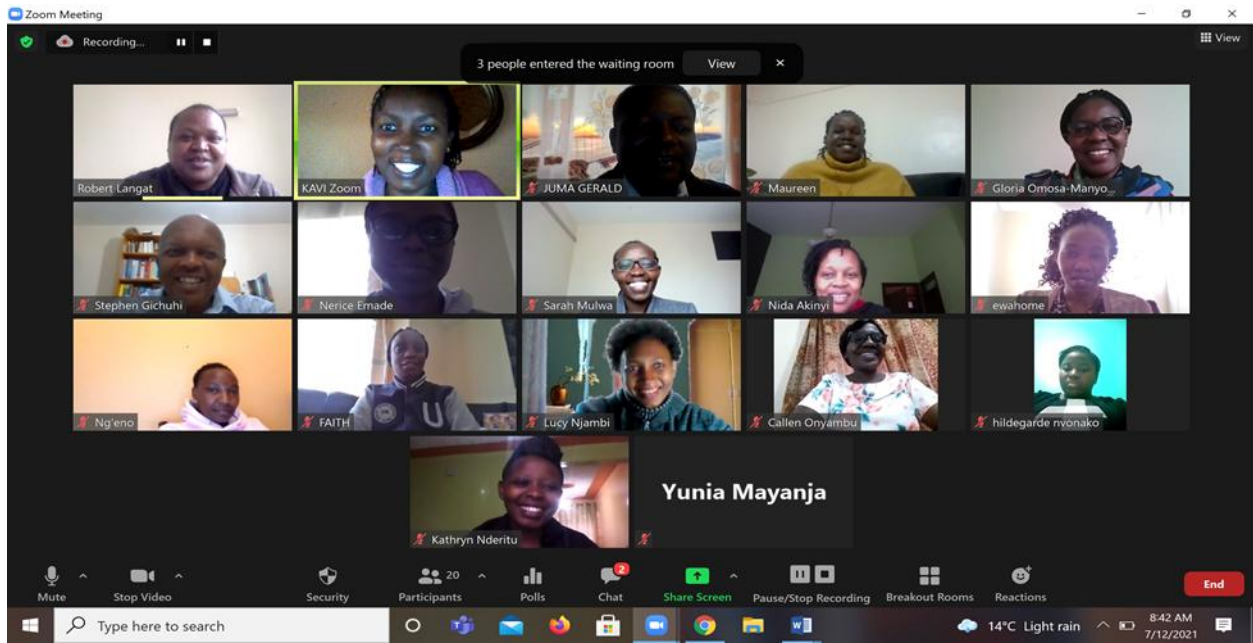 Zoom Meeting
Recording...
View
3 people entered the waiting room View
Robert Langat
KAVI Zoom
JUMA GERALD
Maureen
Gloria Omosa-Manyo...
Stephen Gichuhi
Nerice Emade
Sarah Mulwa
Nida Akinyi
ewahome
Ng'eno
FAITH
U
Lucy Njambi
Callen Onyambu
hildegarde nvonako
Kathryn Nderitu
Yunia Mayanja
20
2
Mute
Stop Video
Security
Participants
Polls
Chat
Share Screen
Pause/Stop Recording
Breakout Rooms
Reactions
End
Type here to search
14°C Light rain
8:42 AM
7/12/2021